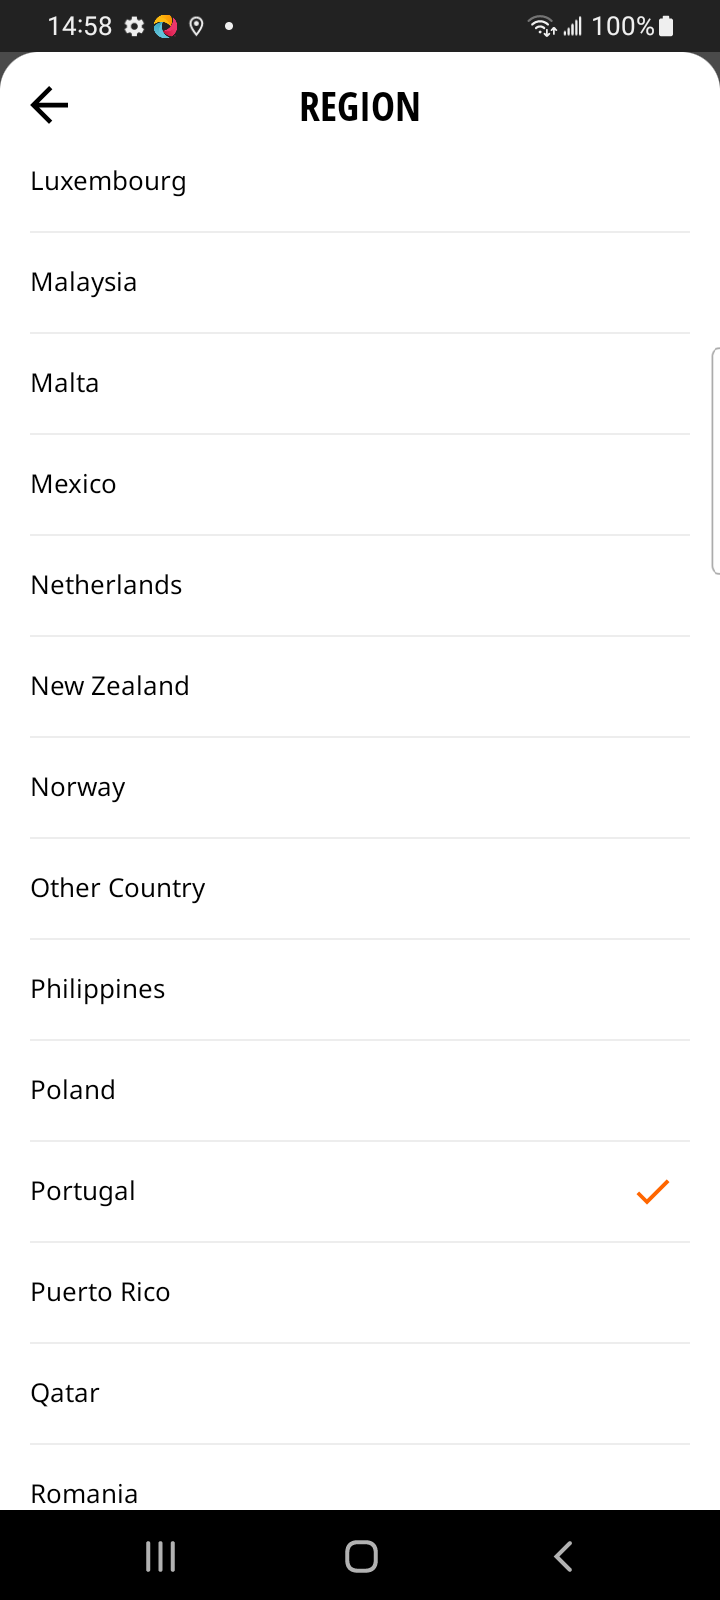 14:58
100%
REGION
Luxembourg
Malaysia
Malta
Mexico
Netherlands
New Zealand
Norway
Other Country
Philippines
Poland
Portugal
Puerto Rico
Qatar
Romania